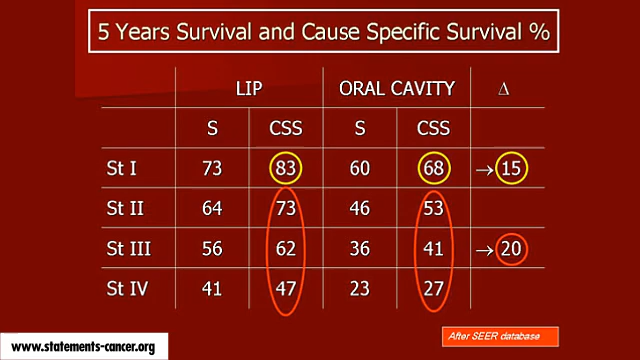 5 Years Survival and Cause Specific Survival %
LIP ORAL CAVITY Δ
S CSS S CSS
St I 73 83 60 68 → 15
St II 64 73 46 53
St III 56 62 36 41 → 20
St IV 41 47 23 27
After SEER database
www.statements-cancer.org